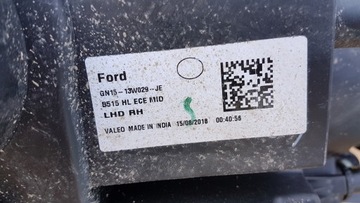 Ford
GN15-13W029-JE
B515 HL ECE MID
LHD RH
VALEO MADE IN INDIA 15/08/2018 00:40:56